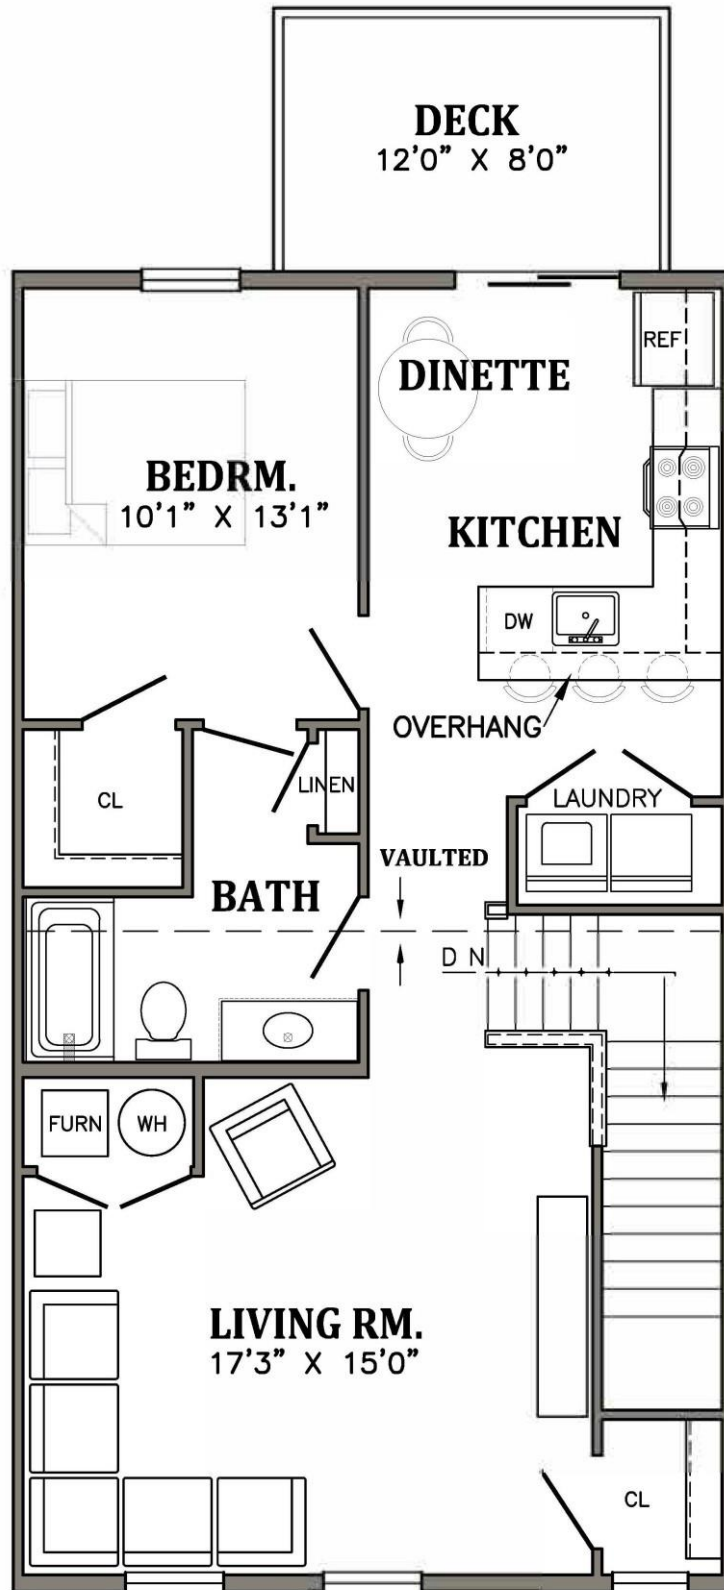 DECK
12'0" X 8'0"
REF
DINETTE
BEDRM.
10'1" X 13'1"
KITCHEN
DW
OVERHANG
LINEN
CL
LAUNDRY
VAULTED
BATH
D N
FURN
WH
LIVING RM.
17'3" X 15'0"
CL